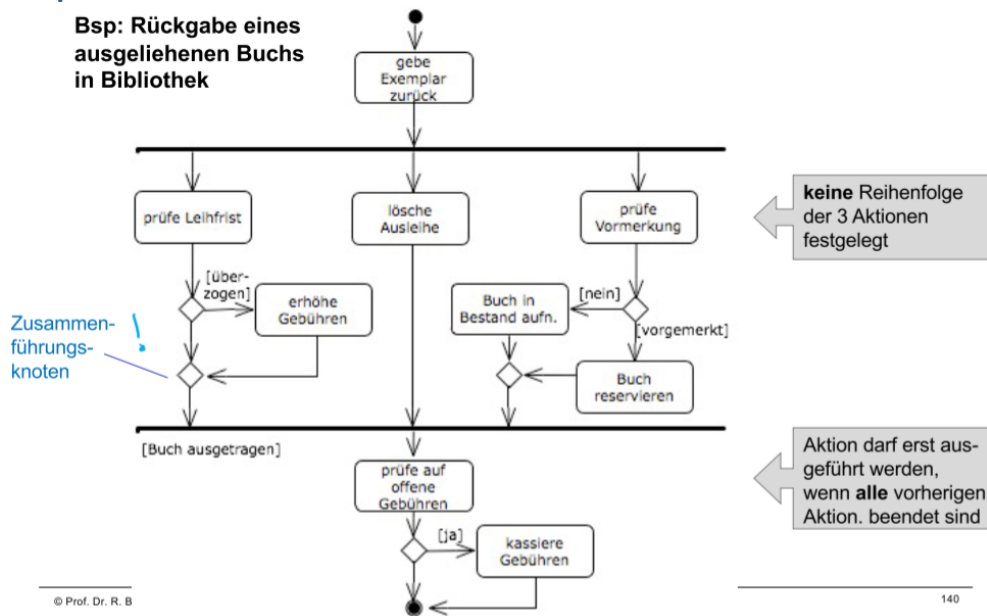 Bsp: Rückgabe eines
ausgeliehenen Buchs
in Bibliothek
gebe
Exemplar
zurück
prüfe Leihfrist
lösche
Ausleihe
prüfe
Vormerkung
keine Reihenfolge
der 3 Aktionen
festgelegt
[über-
zogen]
erhöhe
Gebühren
Buch in
Bestand aufn.
[nein]
[vorgemerkt]
Buch
reservieren
Zusammen-
führungs-
knoten
!
[Buch ausgetragen]
prüfe auf
offene
Gebühren
[ja]
kassiere
Gebühren
Aktion darf erst aus-
geführt werden,
wenn alle vorherigen
Aktion. beendet sind
© Prof. Dr. R. B
140